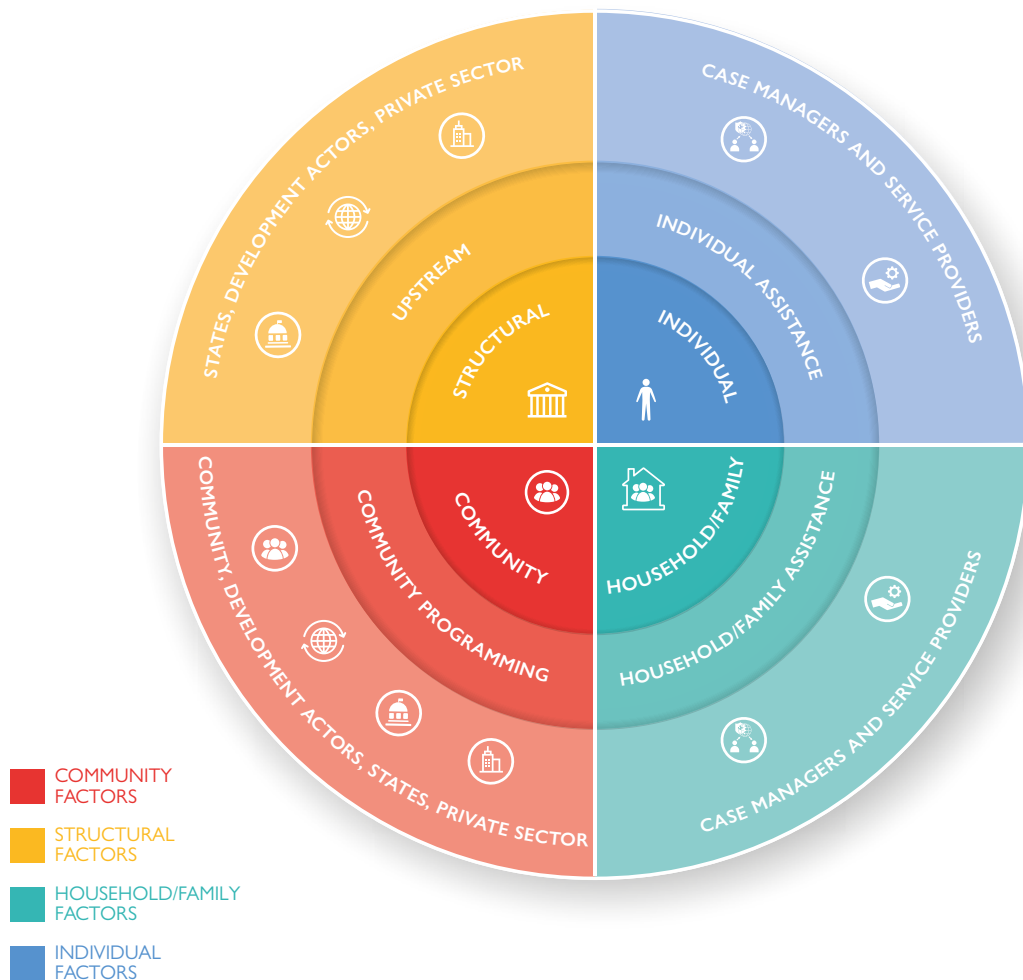 STATES, DEVELOPMENT ACTORS, PRIVATE SECTOR
UPSTREAM
STRUCTURAL
CASE MANAGERS AND SERVICE PROVIDERS
INDIVIDUAL ASSISTANCE
INDIVIDUAL
COMMUNITY
COMMUNITY PROGRAMMING
COMMUNITY, DEVELOPMENT ACTORS, STATES, PRIVATE SECTOR
HOUSEHOLD/FAMILY
HOUSEHOLD/FAMILY ASSISTANCE
CASE MANAGERS AND SERVICE PROVIDERS
COMMUNITY
FACTORS
STRUCTURAL
FACTORS
HOUSEHOLD/FAMILY
FACTORS
INDIVIDUAL
FACTORS